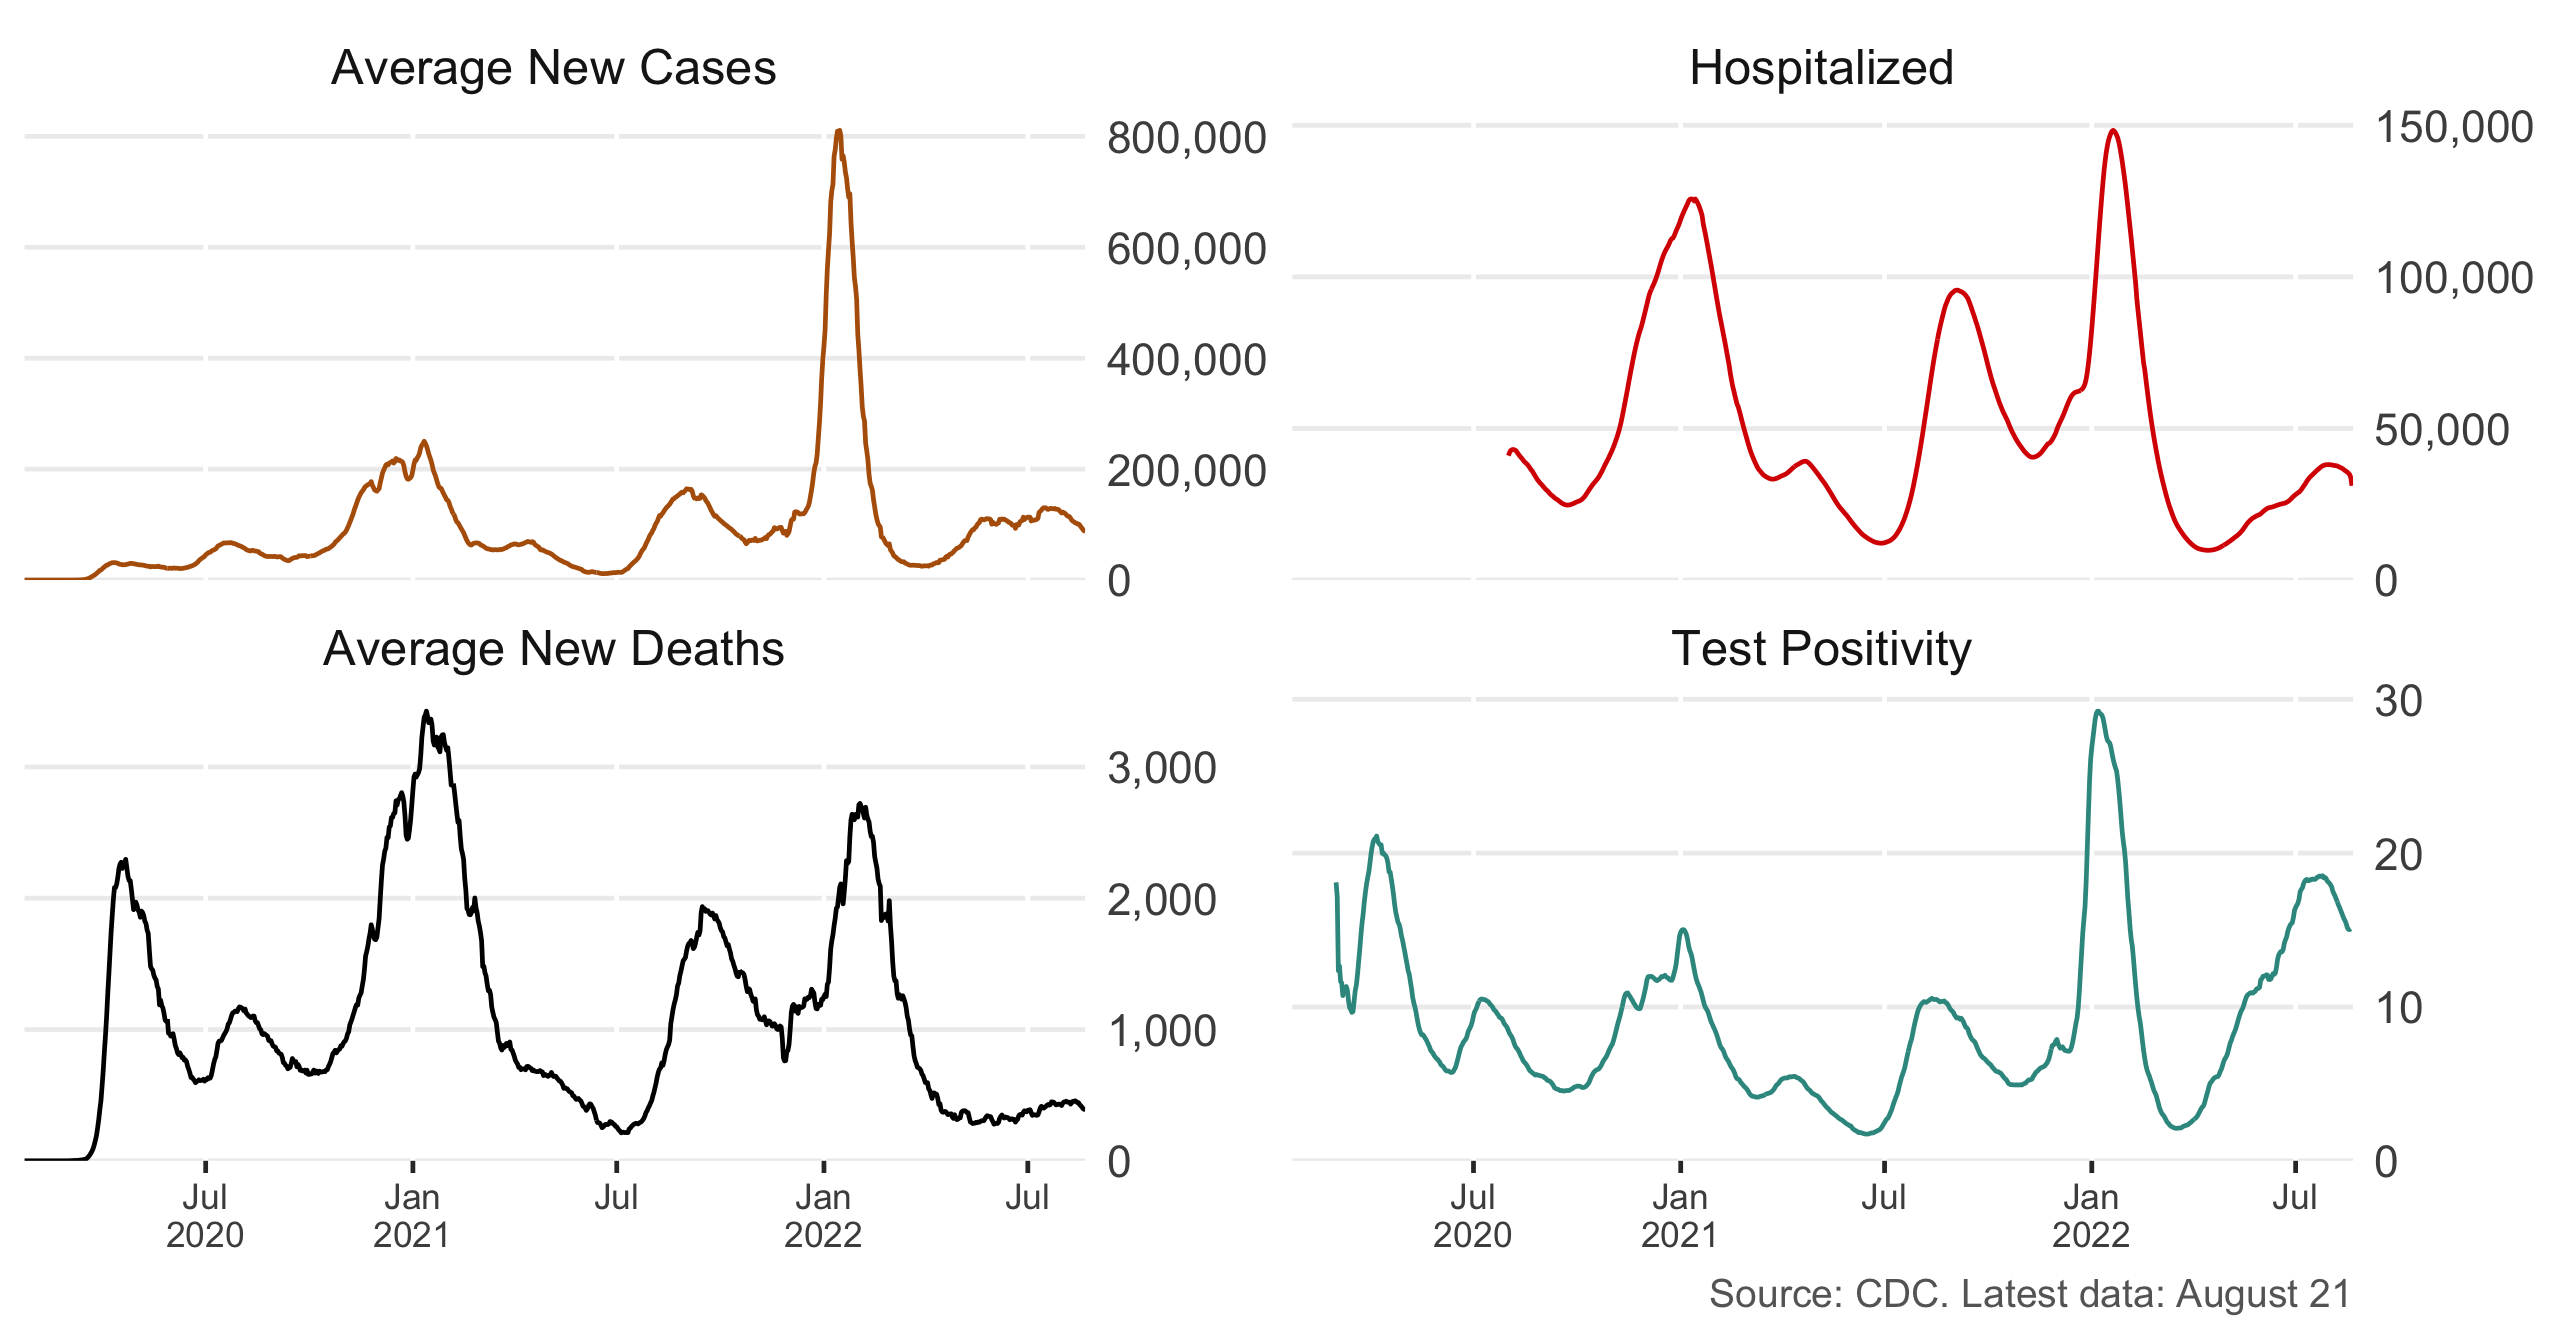 Average New Cases
800,000
600,000
400,000
200,000
0
Hospitalized
150,000
100,000
50,000
0
Average New Deaths
3,000
2,000
1,000
0
Jul Jan Jul Jan Jul
2020 2021 2022
Test Positivity
30
20
10
0
Jul Jan Jul Jan Jul
2020 2021 2022
Source: CDC. Latest data: August 21